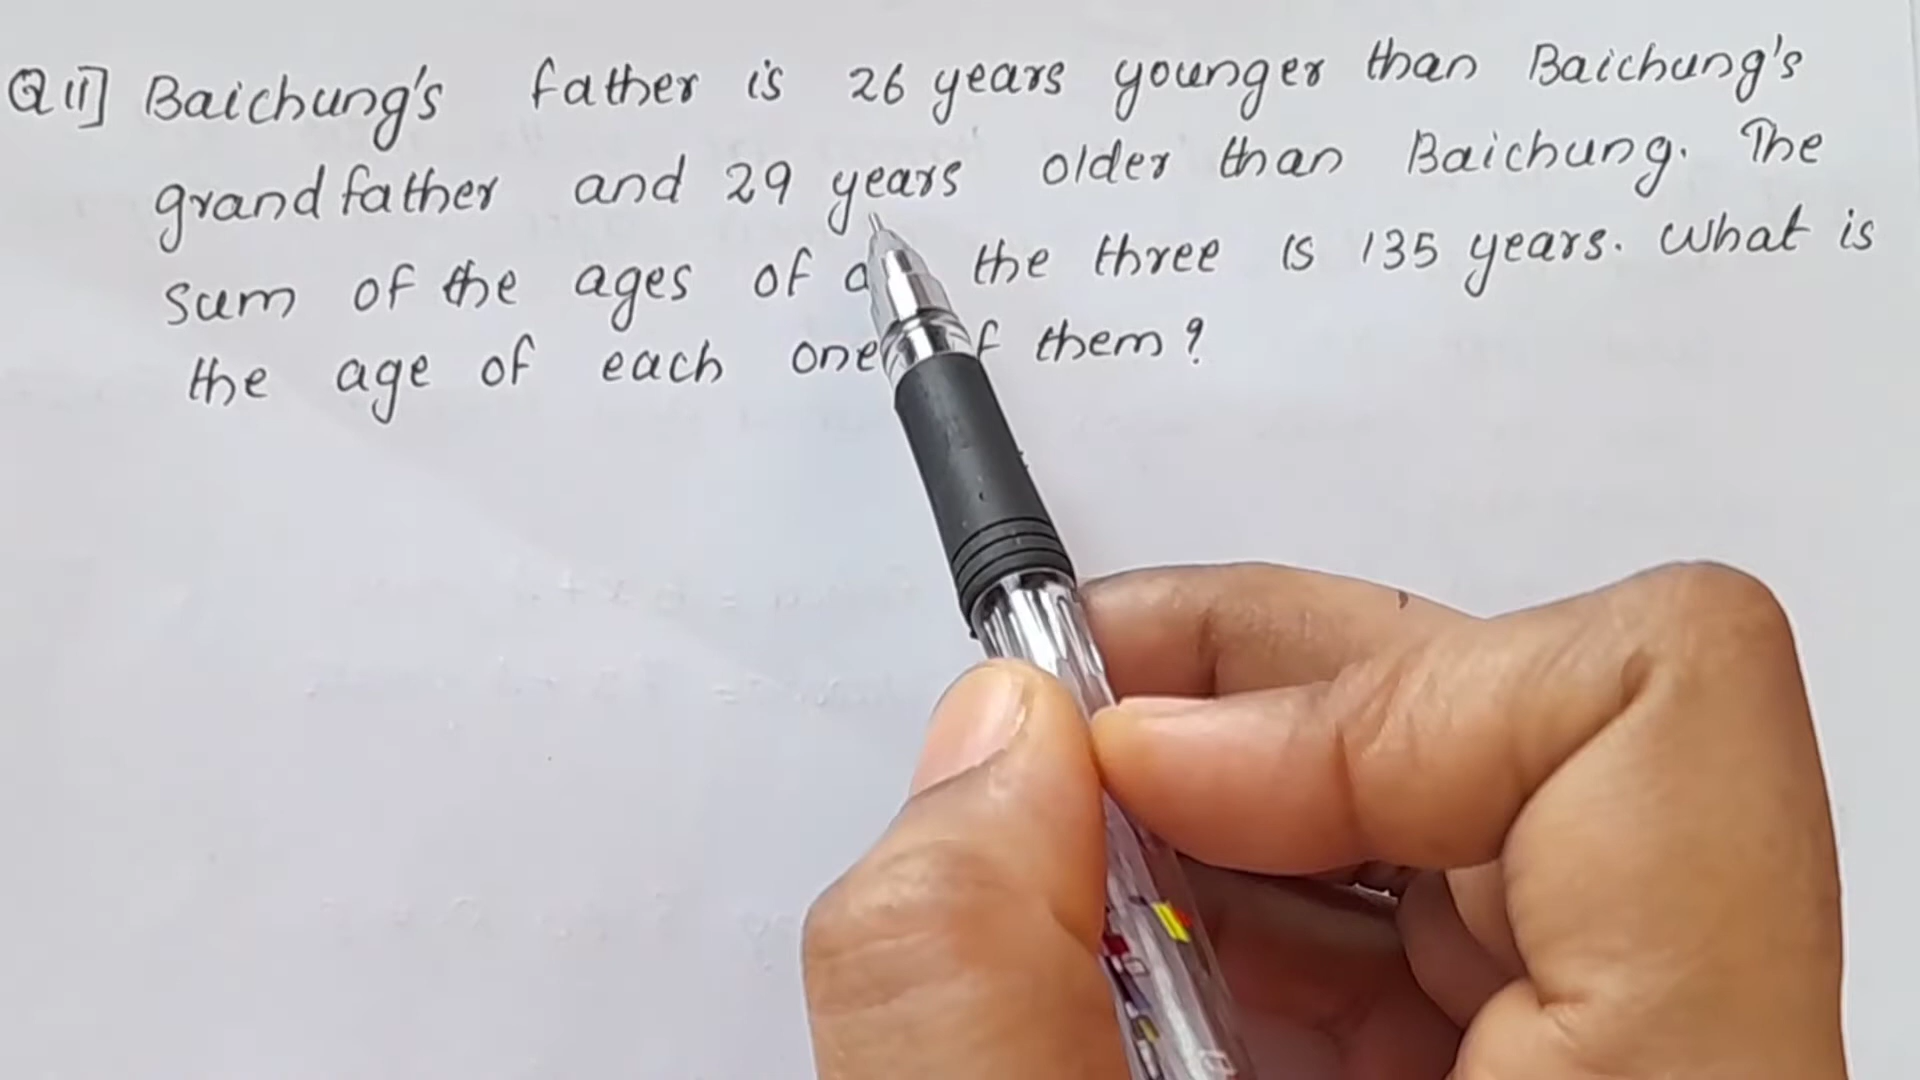 Q11] Baichung's father is 26 years younger than Baichung's
grandfather and 29 years older than Baichung. The
sum of the ages of the three is 135 years. What is
the age of each one them?